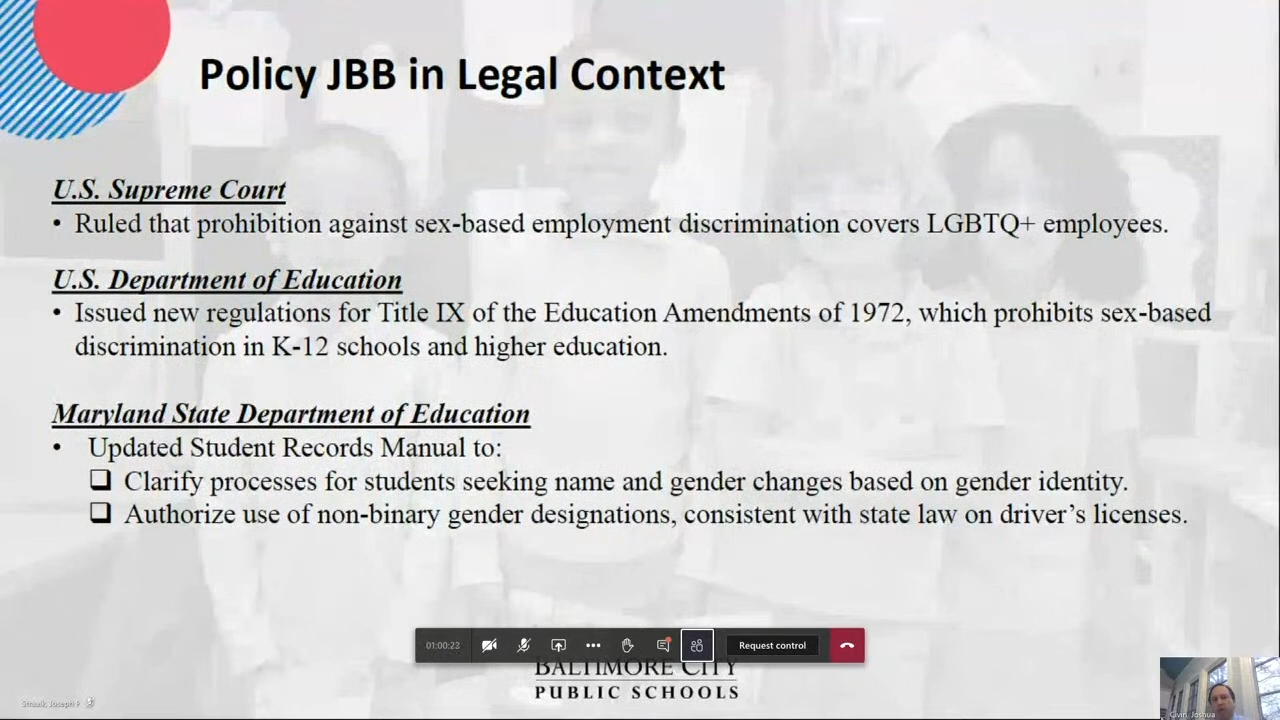 Policy JBB in Legal Context
U.S. Supreme Court
• Ruled that prohibition against sex-based employment discrimination covers LGBTQ+ employees.
U.S. Department of Education
• Issued new regulations for Title IX of the Education Amendments of 1972, which prohibits sex-based
discrimination in K-12 schools and higher education.
Maryland State Department of Education
• Updated Student Records Manual to:
❑ Clarify processes for students seeking name and gender changes based on gender identity.
❑ Authorize use of non-binary gender designations, consistent with state law on driver's licenses.
01:00:23
Request control
BALTIMORE CITY
PUBLIC SCHOOLS
Joseph P
Civin, Joshua